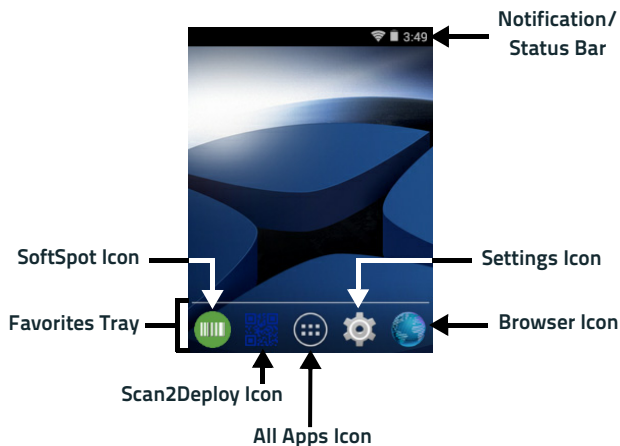 Notification/
Status Bar
3:49
SoftSpot Icon
Settings Icon
Favorites Tray
Browser Icon
Scan2Deploy Icon
All Apps Icon